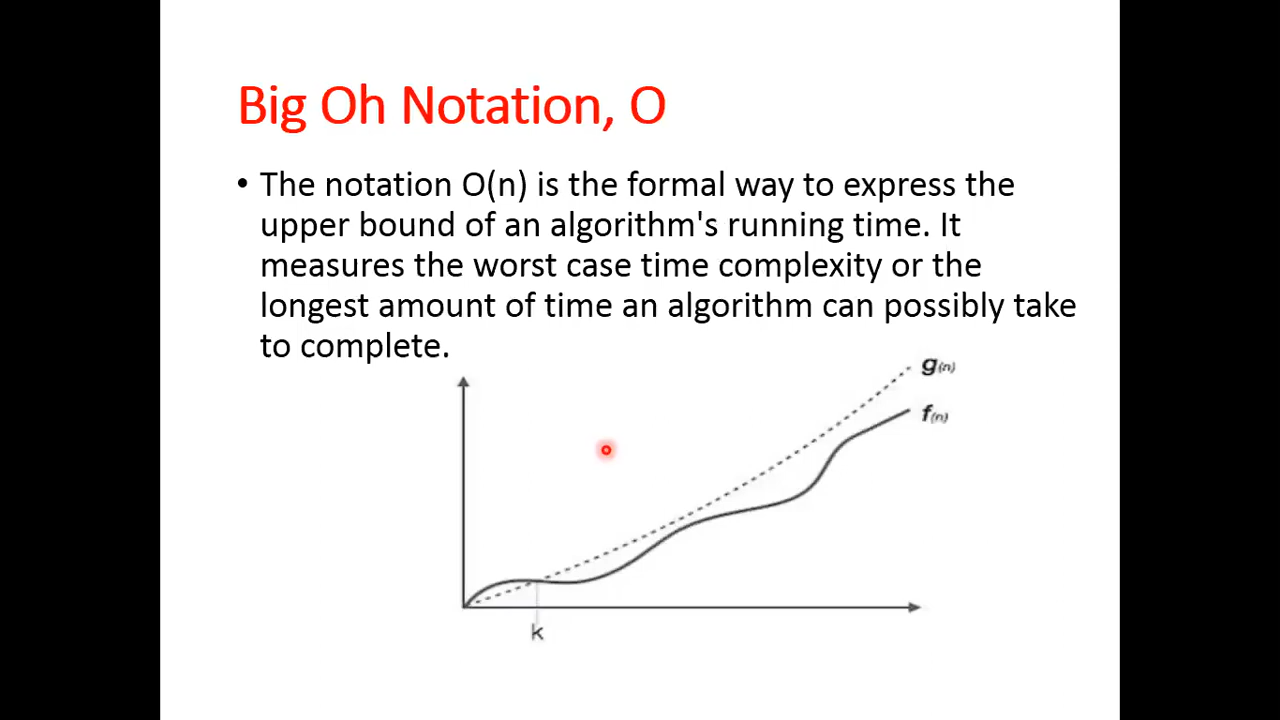 Big Oh Notation, O
• The notation O(n) is the formal way to express the
upper bound of an algorithm's running time. It
measures the worst case time complexity or the
longest amount of time an algorithm can possibly take
to complete.
g(n)
f(n)
k